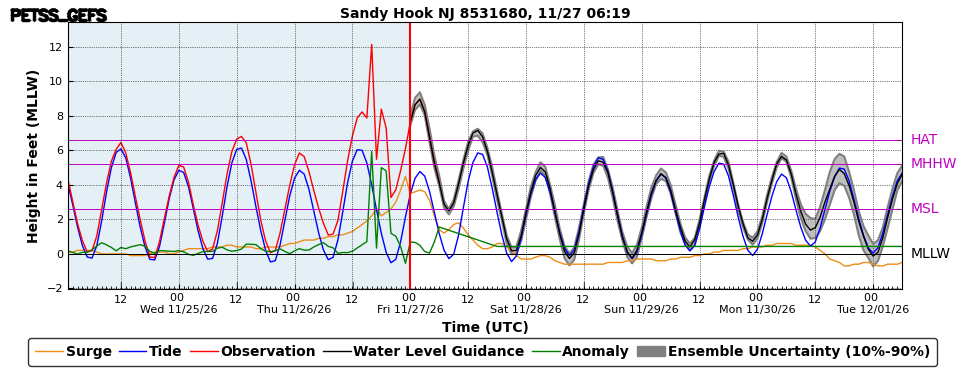 PETSS_GEFS
Sandy Hook NJ 8531680, 11/27 06:19
Height in Feet (MLLW)
12
10
8
6
4
2
0
−2
HAT
MHHW
MSL
MLLW
12 00 12 00 12 00 12 00 12 00 12 00 12 00
Wed 11/25/26 Thu 11/26/26 Fri 11/27/26 Sat 11/28/26 Sun 11/29/26 Mon 11/30/26 Tue 12/01/26
Time (UTC)
Surge Tide Observation Water Level Guidance Anomaly Ensemble Uncertainty (10%-90%)